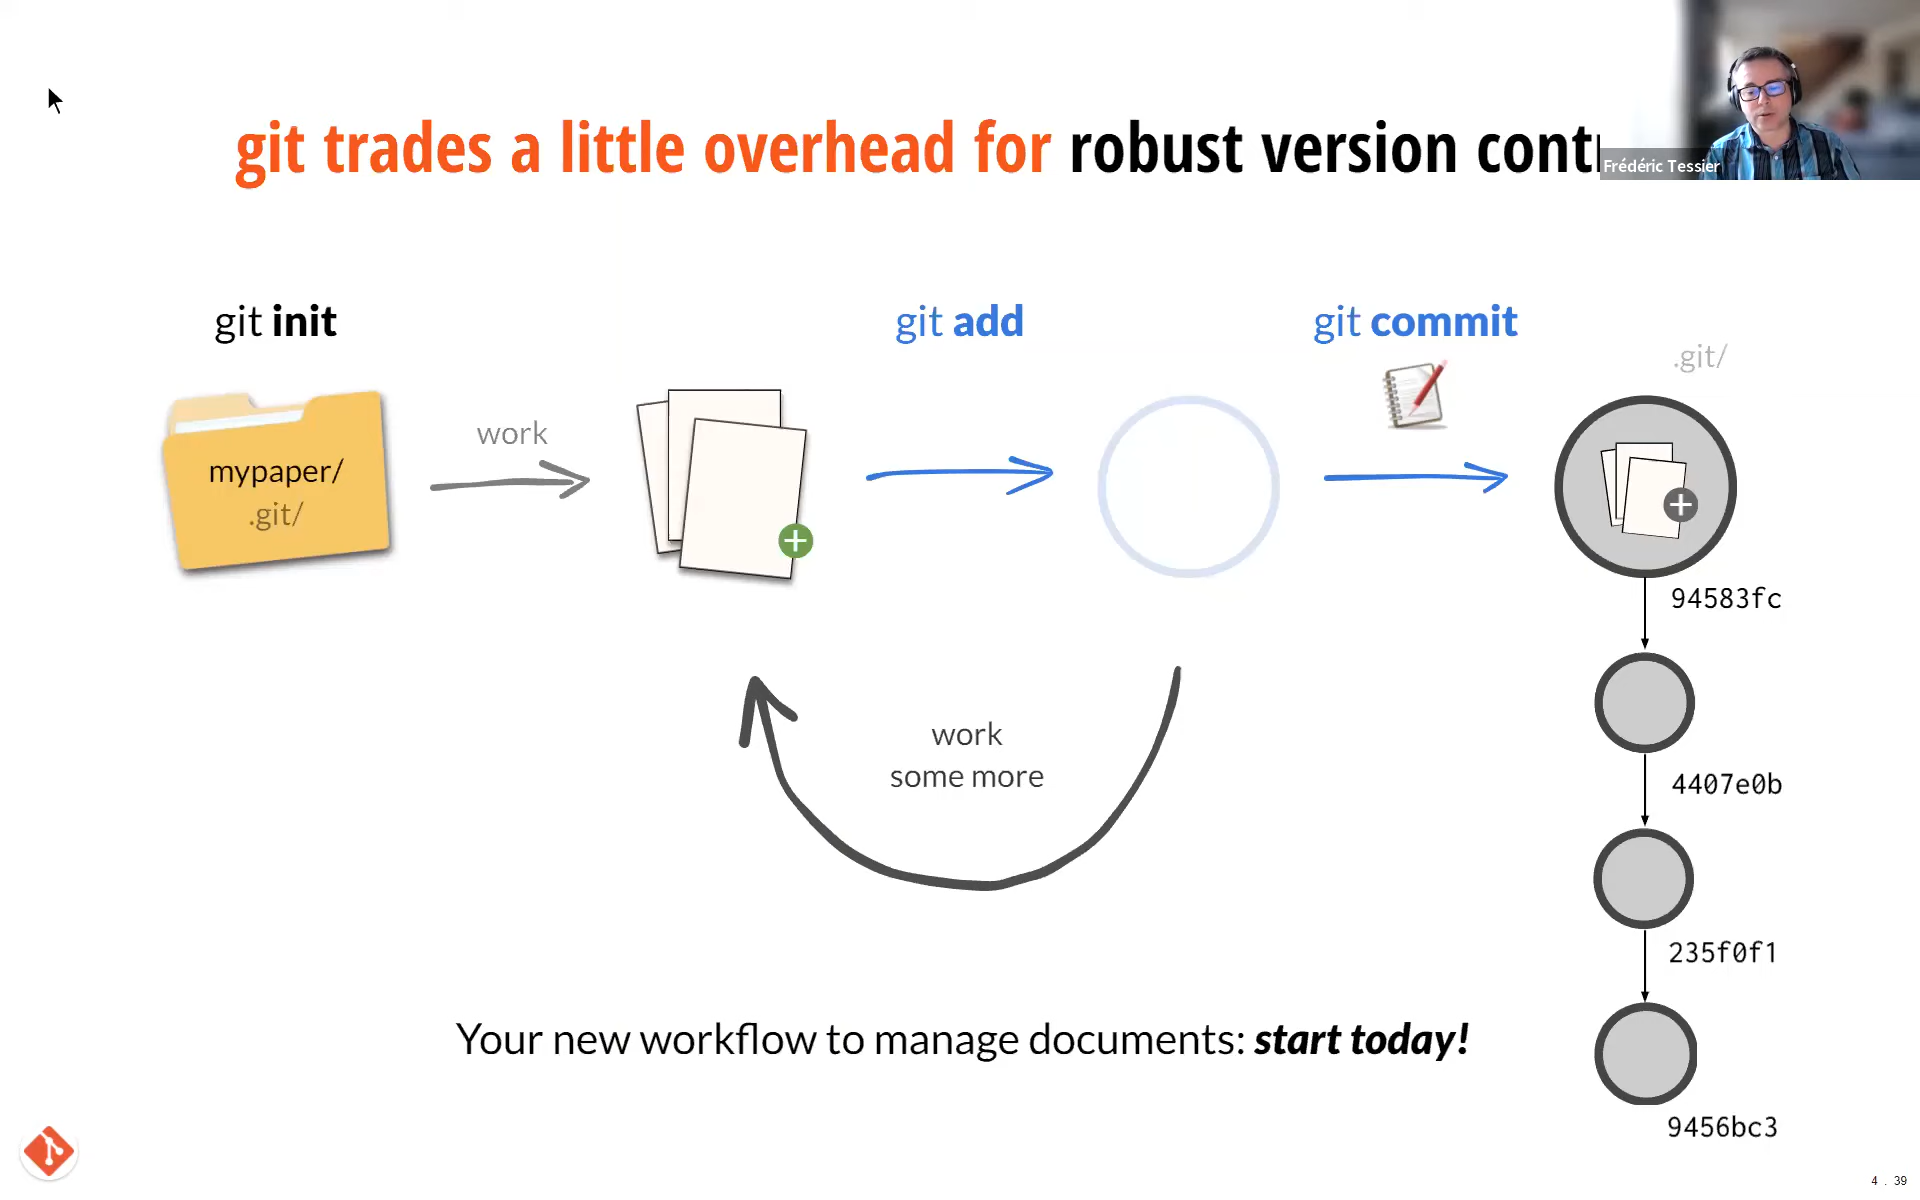 git trades a little overhead for robust version cont
Frédéric Tessier
git init
git add
git commit
.git/
work
mypaper/
.git/
94583fc
work
some more
4407e0b
235f0f1
Your new workflow to manage documents: start today!
9456bc3
4 . 39